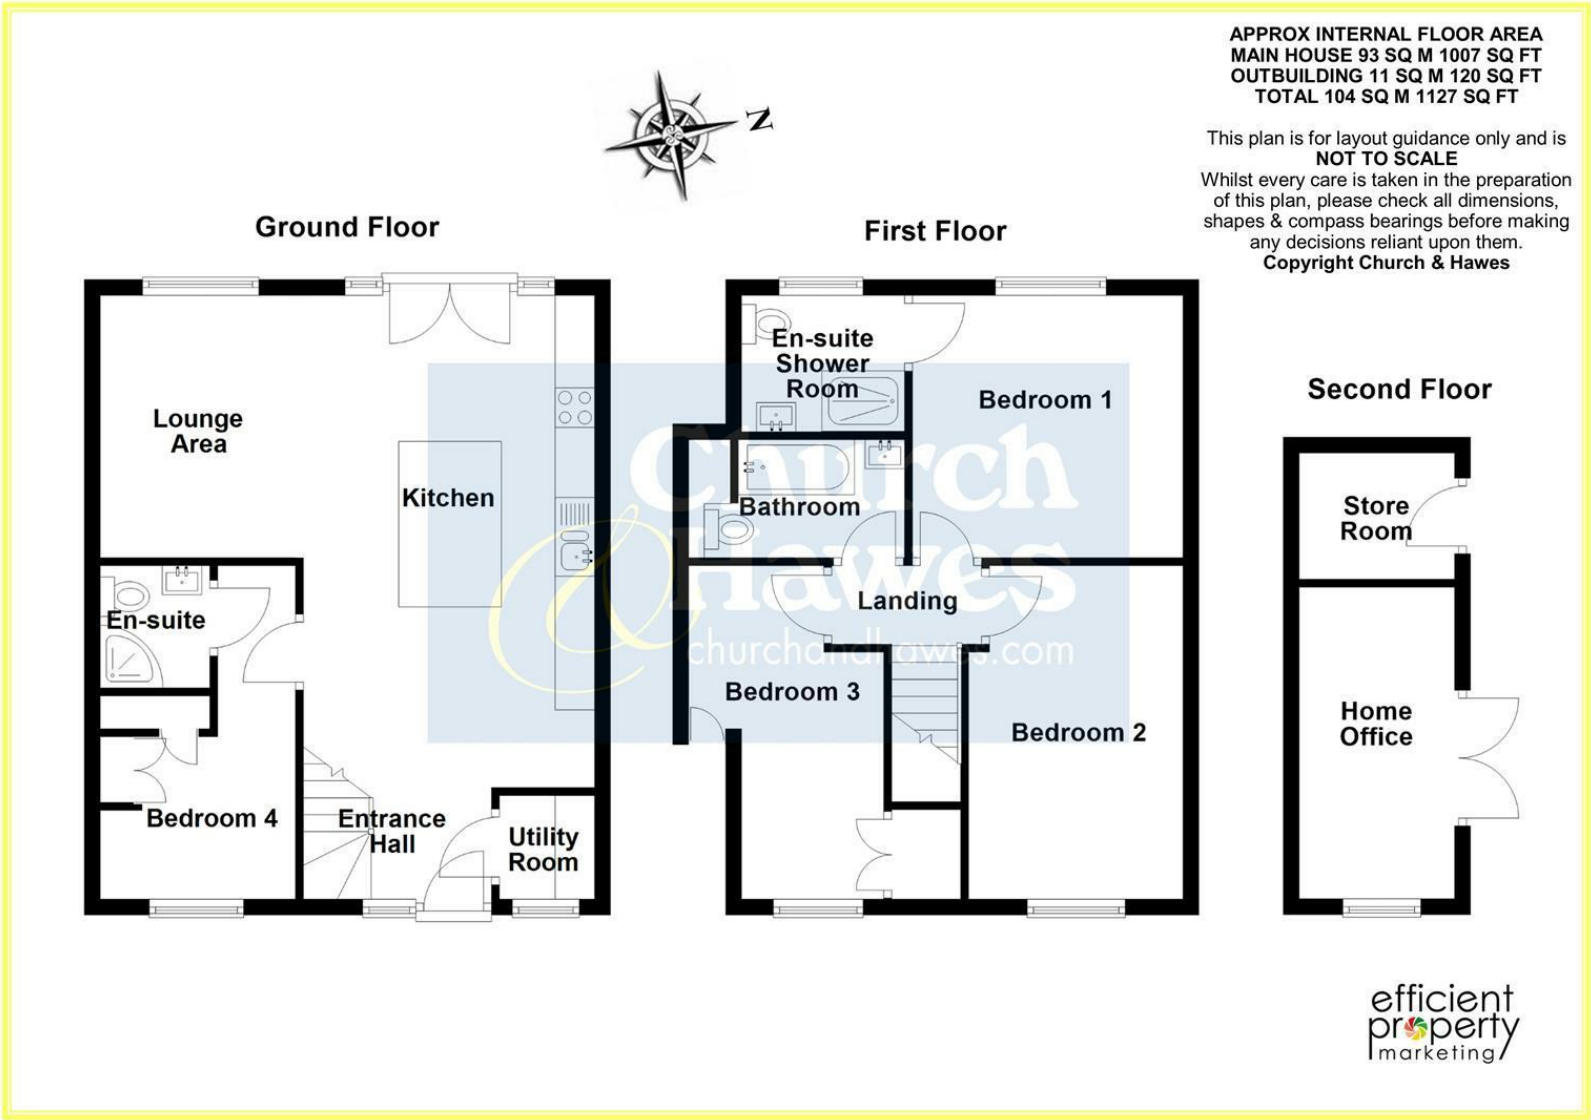 APPROX INTERNAL FLOOR AREA
MAIN HOUSE 93 SQ M 1007 SQ FT
OUTBUILDING 11 SQ M 120 SQ FT
TOTAL 104 SQ M 1127 SQ FT
This plan is for layout guidance only and is
NOT TO SCALE
Whilst every care is taken in the preparation
of this plan, please check all dimensions,
shapes & compass bearings before making
any decisions reliant upon them.
Copyright Church & Hawes
N
Ground Floor
Lounge
Area
Kitchen
En-suite
Bedroom 4
Entrance
Hall
Utility
Room
First Floor
En-suite
Shower
Room
Bedroom 1
Bathroom
Landing
Bedroom 3
Bedroom 2
Second Floor
Store
Room
Home
Office
Church
& Hawes
churchandhawes.com
efficient
property
marketing